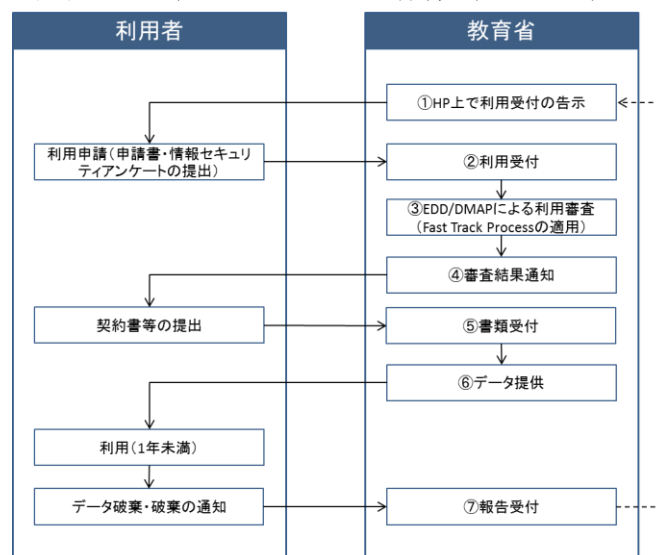 利用者
教育省
①HP上で利用受付の告示
利用申請(申請書・情報セキュリ
ティアンケートの提出)
②利用受付
③EDD/DMAPによる利用審査
(Fast Track Processの適用)
④審査結果通知
契約書等の提出
⑤書類受付
⑥データ提供
利用(1年未満)
データ破棄・破棄の通知
⑦報告受付